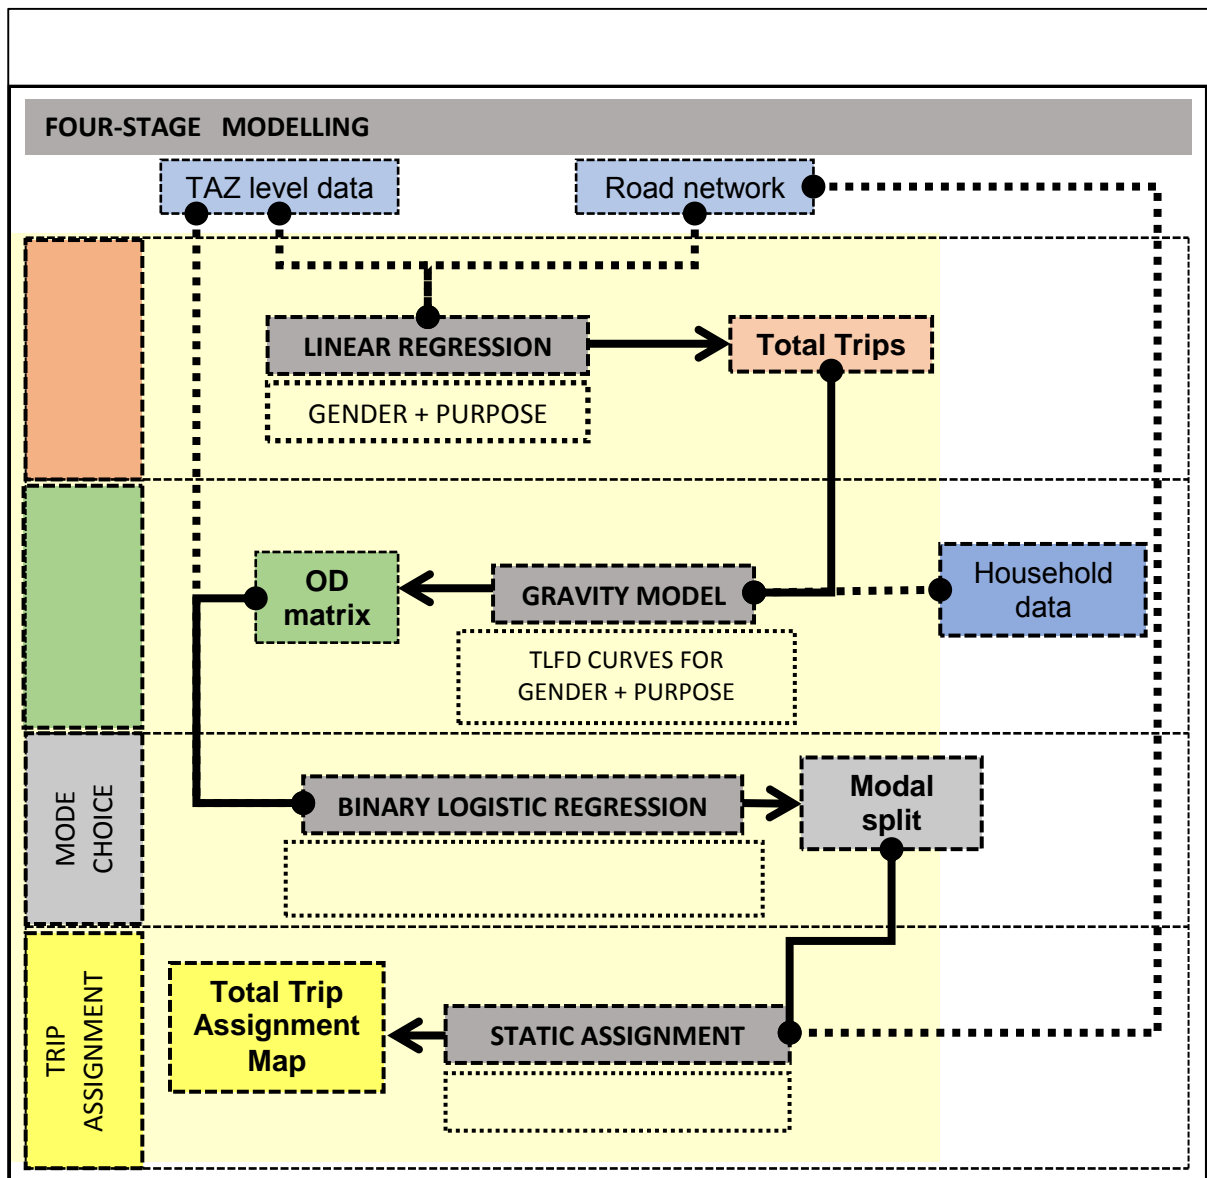 FOUR-STAGE MODELLING
TAZ level data
Road network
LINEAR REGRESSION
Total Trips
GENDER + PURPOSE
OD
matrix
GRAVITY MODEL
Household
data
TLFD CURVES FOR
GENDER + PURPOSE
MODE
CHOICE
BINARY LOGISTIC REGRESSION
Modal
split
TRIP
ASSIGNMENT
Total Trip
Assignment
Map
STATIC ASSIGNMENT